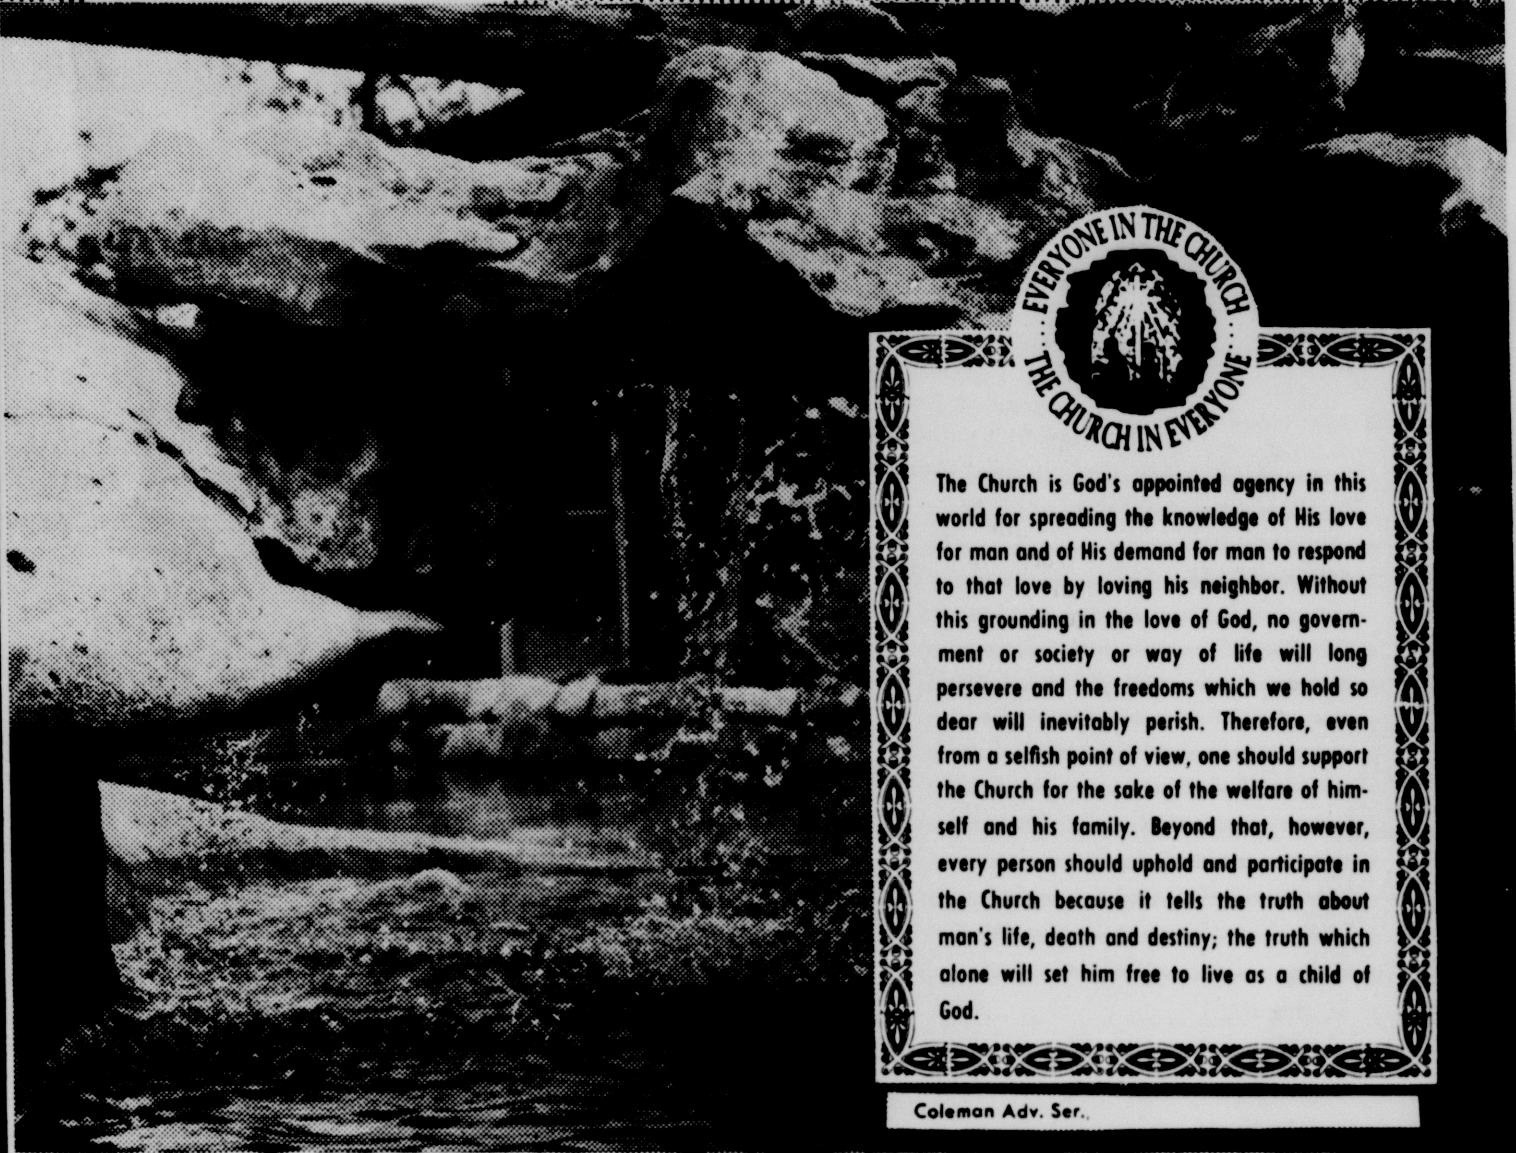 EVERYONE IN THE CHURCH
THE CHURCH IN EVERYONE
The Church is God's appointed agency in this
world for spreading the knowledge of His love
for man and of His demand for man to respond
to that love by loving his neighbor. Without
this grounding in the love of God, no govern-
ment or society or way of life will long
persevere and the freedoms which we hold so
dear will inevitably perish. Therefore, even
from a selfish point of view, one should support
the Church for the sake of the welfare of him-
self and his family. Beyond that, however,
every person should uphold and participate in
the Church because it tells the truth about
man's life, death and destiny; the truth which
alone will set him free to live as a child of
God.
Coleman Adv. Ser.